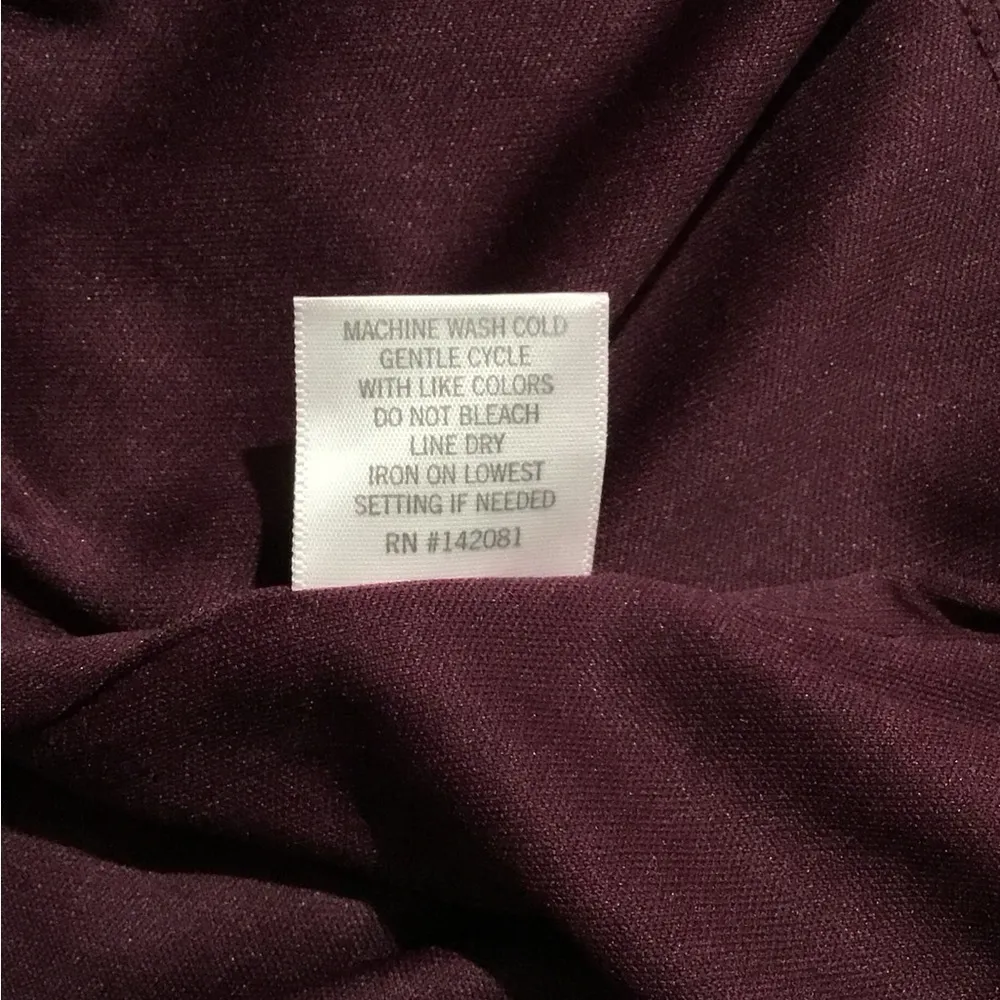 MACHINE WASH COLD
GENTLE CYCLE
WITH LIKE COLORS
DO NOT BLEACH
LINE DRY
IRON ON LOWEST
SETTING IF NEEDED
RN #142081